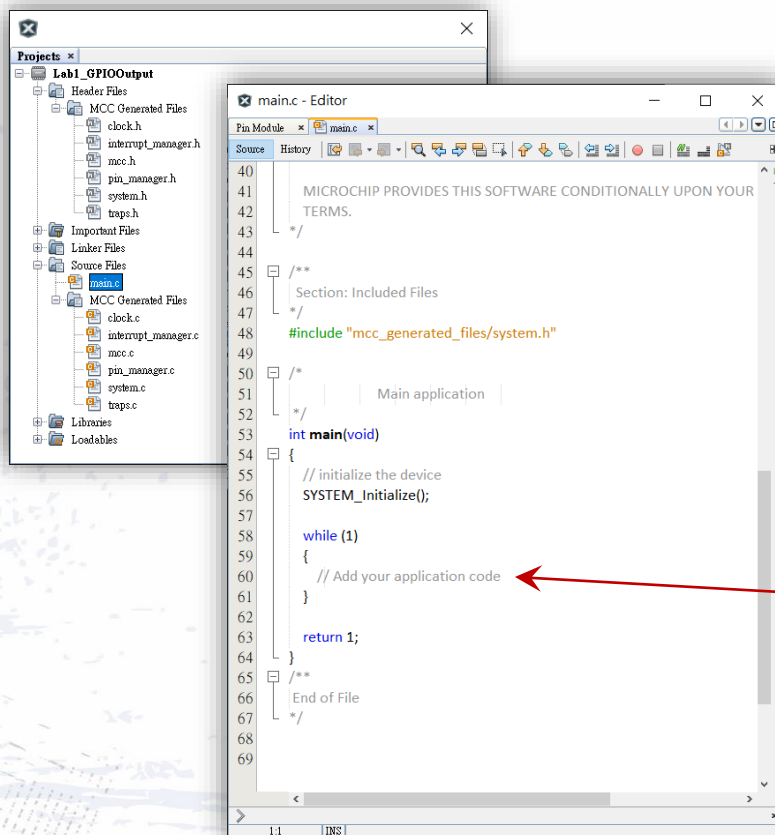 Projects ×
Lab1_GPIOOutput
Header Files
MCC Generated Files
clock.h
interrupt_manager.h
mcc.h
pin_manager.h
system.h
traps.h
Important Files
Linker Files
Source Files
main.c
MCC Generated Files
clock.c
interrupt_manager.c
mcc.c
pin_manager.c
system.c
traps.c
Libraries
Loadables
main.c - Editor
Pin Module × main.c ×
Source History
40
41 MICROCHIP PROVIDES THIS SOFTWARE CONDITIONALLY UPON YOUR
42 TERMS.
43 */
44
45 /**
46 Section: Included Files
47 */
48 #include "mcc_generated_files/system.h"
49
50 /*
51 Main application
52 */
53 int main(void)
54 {
55 // initialize the device
56 SYSTEM_Initialize();
57
58 while (1)
59 {
60 // Add your application code
61 }
62
63 return 1;
64 }
65 /**
66 End of File
67 */
68
69
1:1 INS